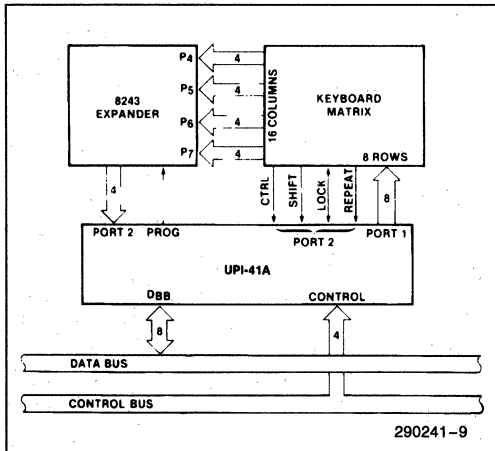 8243
EXPANDER
P4
P5
P6
P7
4
4
4
4
16 COLUMNS
KEYBOARD
MATRIX
8 ROWS
4
CTRL
SHIFT
LOCK
REPEAT
8
PORT 2
PROG
PORT 2
PORT 1
UPI-41A
DBB
CONTROL
8
4
DATA BUS
CONTROL BUS
290241-9